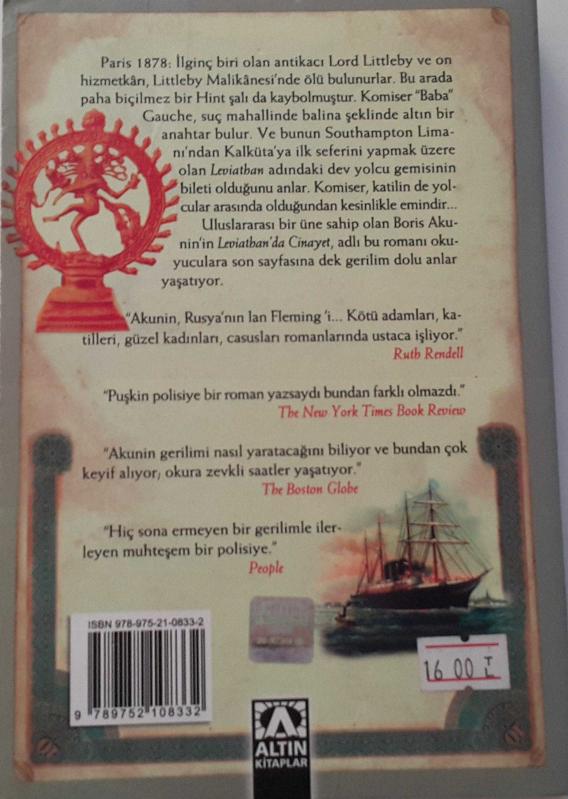 Paris 1878: İlginç biri olan antikacı Lord Littleby ve on
hizmetkârı, Littleby Malikânesi'nde ölü bulunurlar. Bu arada
paha biçilmez bir Hint şalı da kaybolmuştur. Komiser "Baba"
Gauche, suç mahallinde balina şeklinde altın bir
anahtar bulur. Ve bunun Southampton Lima-
nı'ndan Kalküta'ya ilk seferini yapmak üzere
olan Leviathan adındaki dev yolcu gemisinin
bileti olduğunu anlar. Komiser, katilin de yol-
cular arasında olduğundan kesinlikle emindir...
Uluslararası bir üne sahip olan Boris Aku-
nin'in Leviathan'da Cinayet, adlı bu romanı oku-
yuculara son sayfasına dek gerilim dolu anlar
yaşatıyor.
"Akunin, Rusya'nın Ian Fleming 'i... Kötü adamları, ka-
tilleri, güzel kadınları, casusları romanlarında ustaca işliyor."
Ruth Rendell
"Puşkin polisiye bir roman yazsaydı bundan farklı olmazdı."
The New York Times Book Review
"Akunin gerilimi nasıl yaratacağını biliyor ve bundan çok
keyif alıyor; okura zevkli saatler yaşatıyor."
The Boston Globe
"Hiç sona ermeyen bir gerilimle iler-
leyen muhteşem bir polisiye."
People
ISBN 978-975-21-0833-2
9 789752 108332
16 00 TL
ALTIN
KİTAPLAR